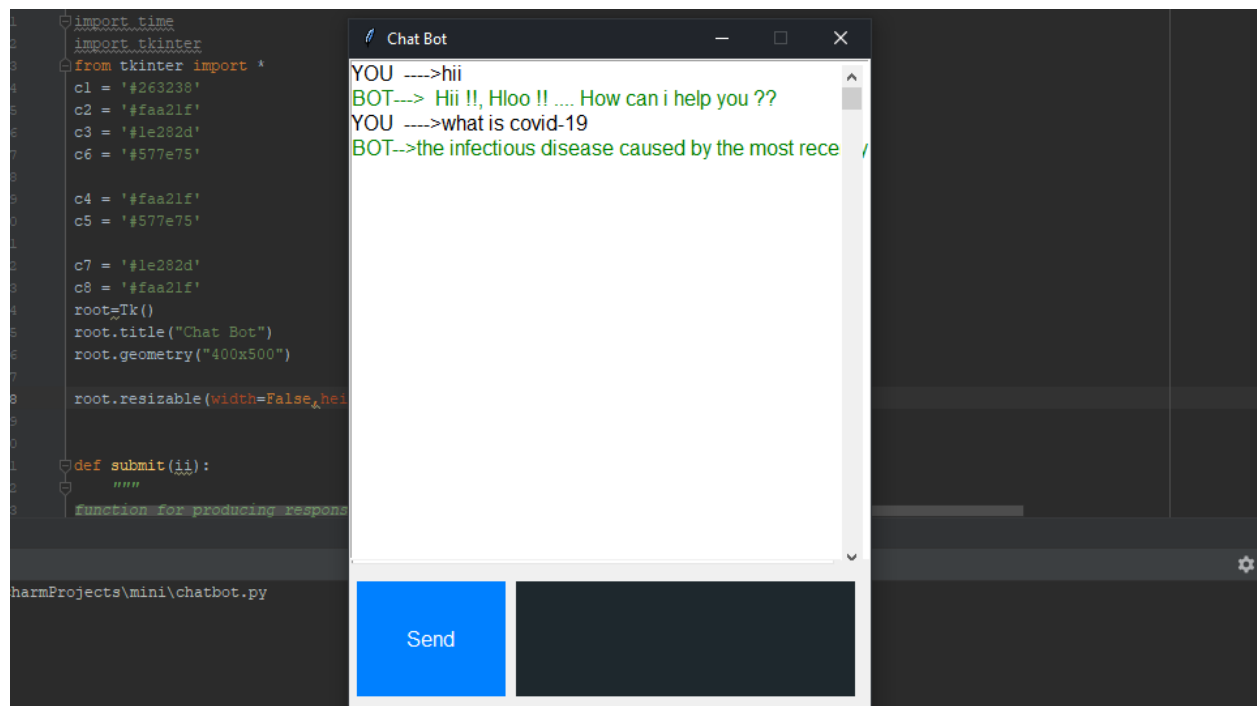 import time
import tkinter
from tkinter import *
c1 = '#263238'
c2 = '#faa21f'
c3 = '#1e282d'
c6 = '#577e75'
c4 = '#faa21f'
c5 = '#577e75'
c7 = '#1e282d'
c8 = '#faa21f'
root=Tk()
root.title("Chat Bot")
root.geometry("400x500")
root.resizable(width=False,hei
def submit(ii):
"""
function for producing respons
harmProjects\mini\chatbot.py
Chat Bot
YOU ---->hii
BOT---> Hii !!, Hloo !! .... How can i help you ??
YOU ---->what is covid-19
BOT-->the infectious disease caused by the most rece y
Send